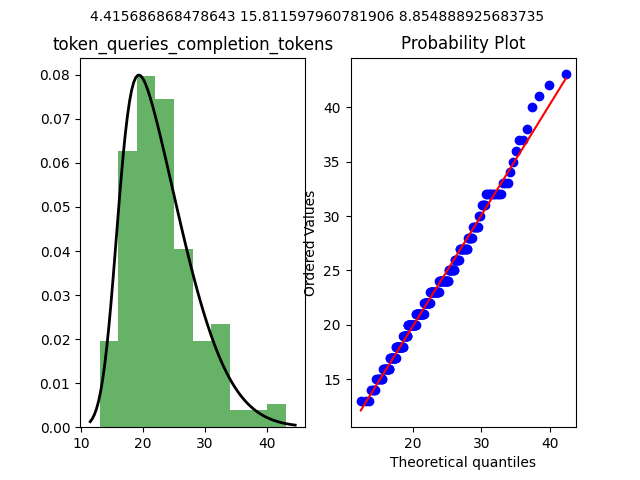 4.415686868478643 15.811597960781906 8.854888925683735
token_queries_completion_tokens
Probability Plot
0.08
0.07
0.06
0.05
0.04
0.03
0.02
0.01
0.00
10 20 30 40
Ordered Values
40
35
30
25
20
15
20 30 40
Theoretical quantiles